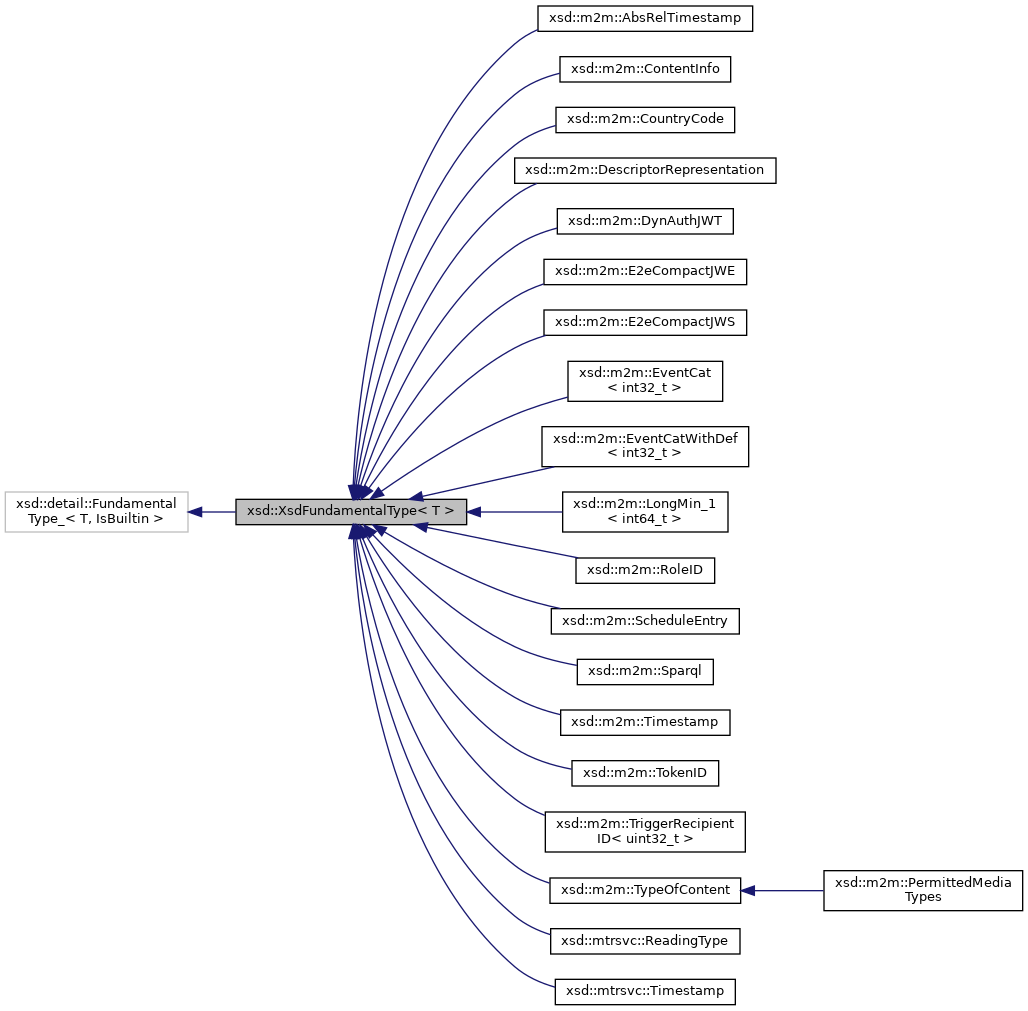 xsd::m2m::AbsRelTimestamp
xsd::m2m::ContentInfo
xsd::m2m::CountryCode
xsd::m2m::DescriptorRepresentation
xsd::m2m::DynAuthJWT
xsd::m2m::E2eCompactJWE
xsd::m2m::E2eCompactJWS
xsd::m2m::EventCat
< int32_t >
xsd::m2m::EventCatWithDef
< int32_t >
xsd::detail::Fundamental
Type_< T, IsBuiltin >
xsd::XsdFundamentalType< T >
xsd::m2m::LongMin_1
< int64_t >
xsd::m2m::RoleID
xsd::m2m::ScheduleEntry
xsd::m2m::Sparql
xsd::m2m::Timestamp
xsd::m2m::TokenID
xsd::m2m::TriggerRecipient
ID< uint32_t >
xsd::m2m::TypeOfContent
xsd::m2m::PermittedMedia
Types
xsd::mtrsvc::ReadingType
xsd::mtrsvc::Timestamp